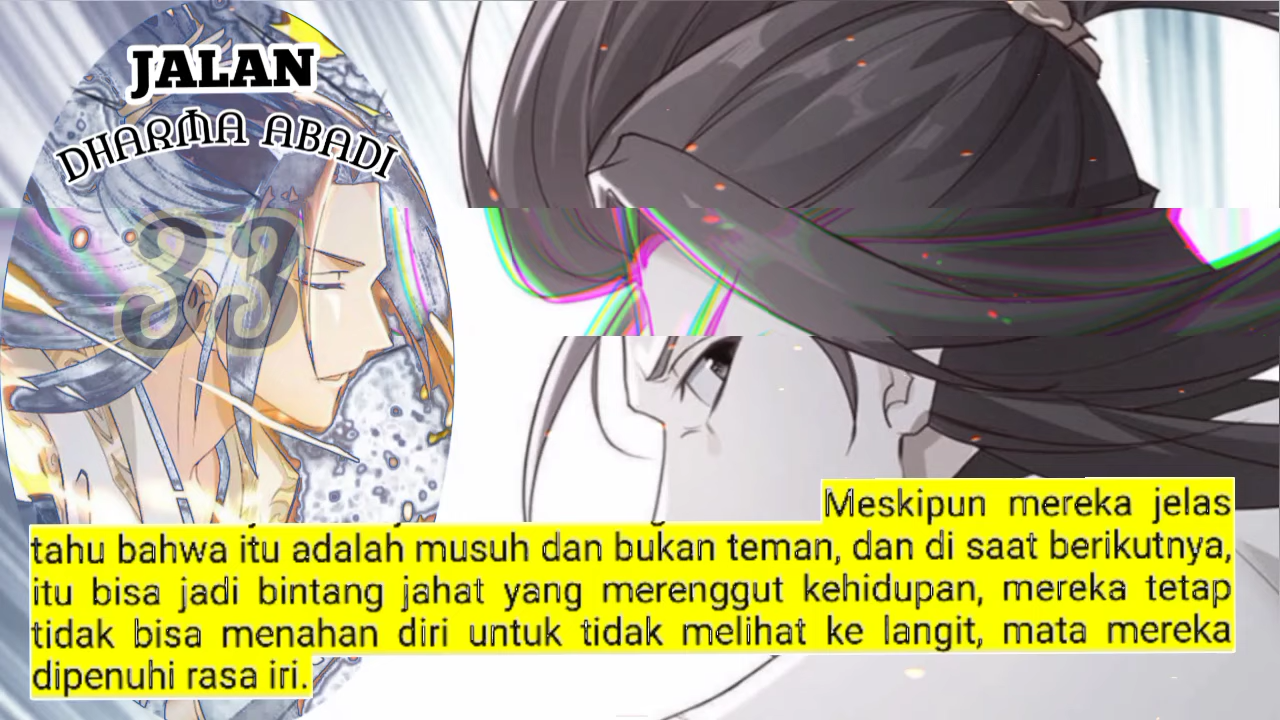 JALAN
DHARMA ABADI
33
Meskipun mereka jelas
tahu bahwa itu adalah musuh dan bukan teman, dan di saat berikutnya,
itu bisa jadi bintang jahat yang merenggut kehidupan, mereka tetap
tidak bisa menahan diri untuk tidak melihat ke langit, mata mereka
dipenuhi rasa iri.